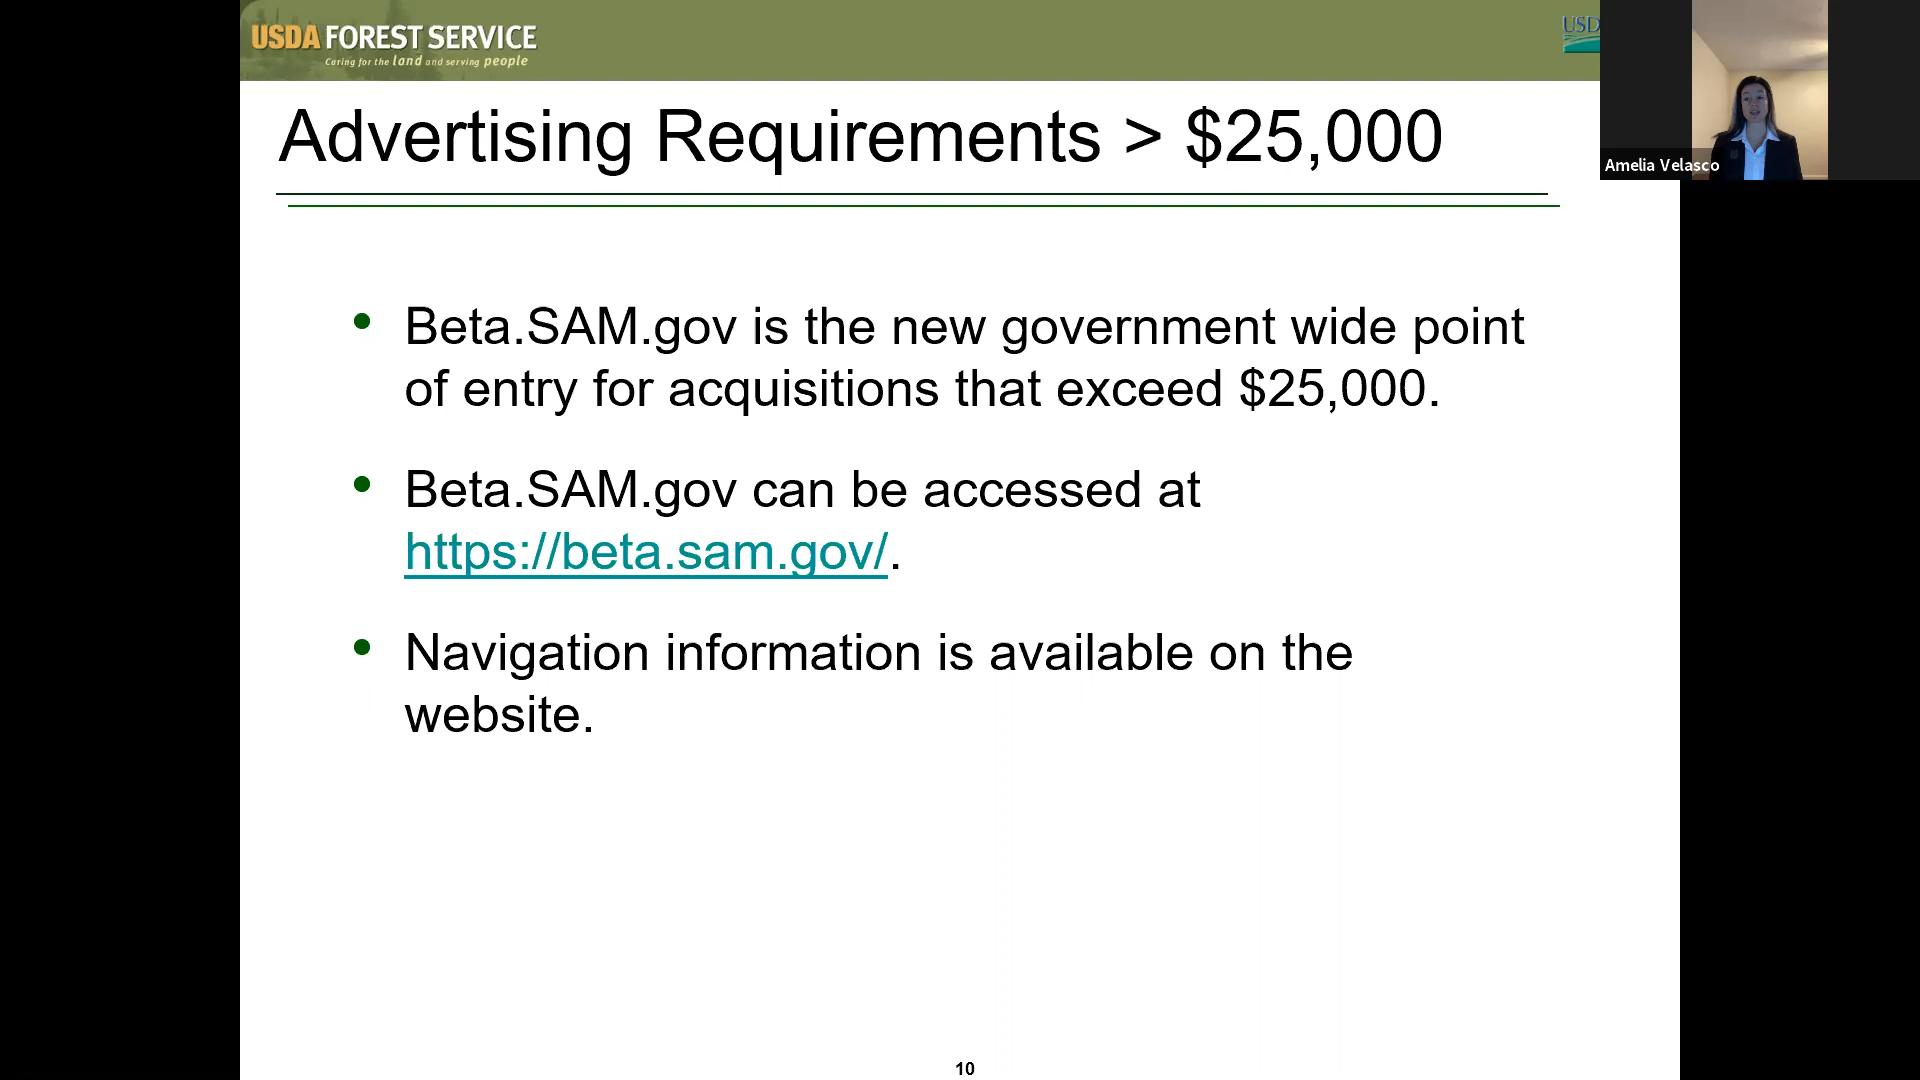 USDA FOREST SERVICE
Caring for the land and serving people
USD
Amelia Velasco
Advertising Requirements > $25,000
• Beta.SAM.gov is the new government wide point
of entry for acquisitions that exceed $25,000.
• Beta.SAM.gov can be accessed at
https://beta.sam.gov/.
• Navigation information is available on the
website.
10